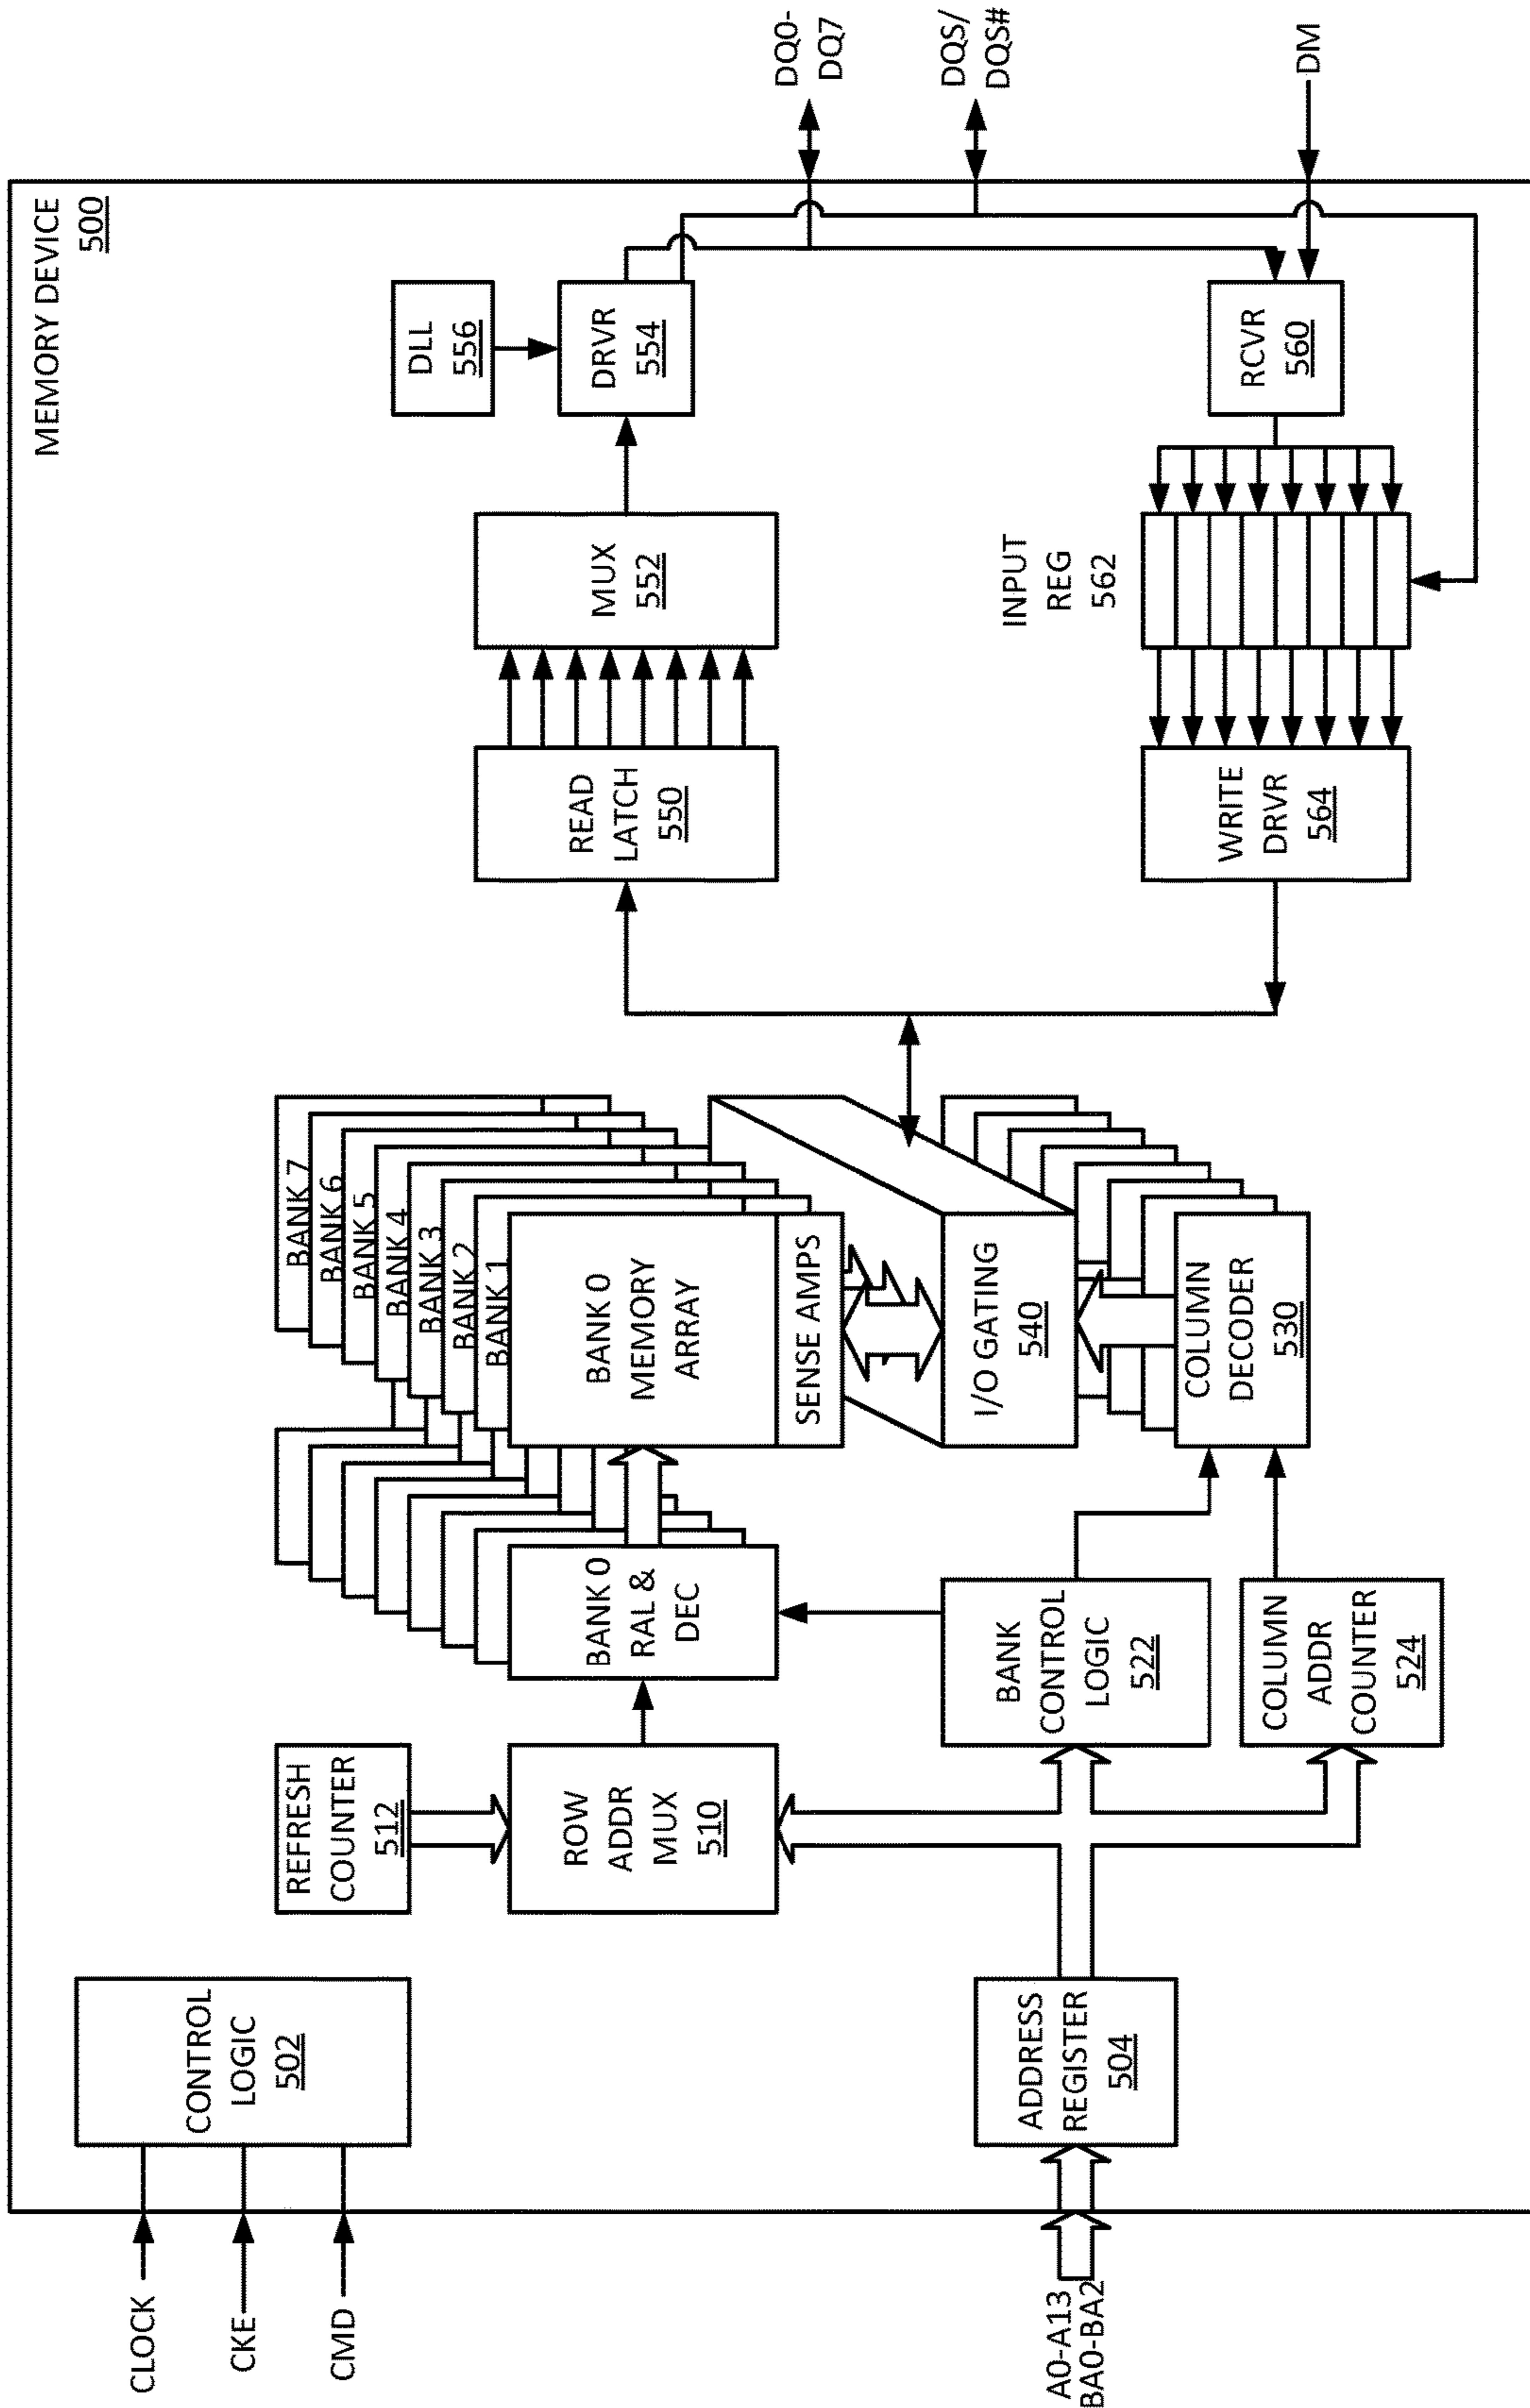 MEMORY DEVICE
500
CLOCK
CKE
CMD
CONTROL
LOGIC
502
A0-A13
BA0-BA2
ADDRESS
REGISTER
504
REFRESH
COUNTER
512
ROW
ADDR
MUX
510
BANK 0
RAL &
DEC
BANK
CONTROL
LOGIC
522
COLUMN
ADDR
COUNTER
524
BANK 7
BANK 6
BANK 5
BANK 4
BANK 3
BANK 2
BANK 1
BANK 0
MEMORY
ARRAY
SENSE AMPS
I/O GATING
540
COLUMN
DECODER
530
READ
LATCH
550
MUX
552
DLL
556
DRVR
554
WRITE
DRVR
564
INPUT
REG
562
RCVR
560
DQ0-
DQ7
DQS/
DQS#
DM